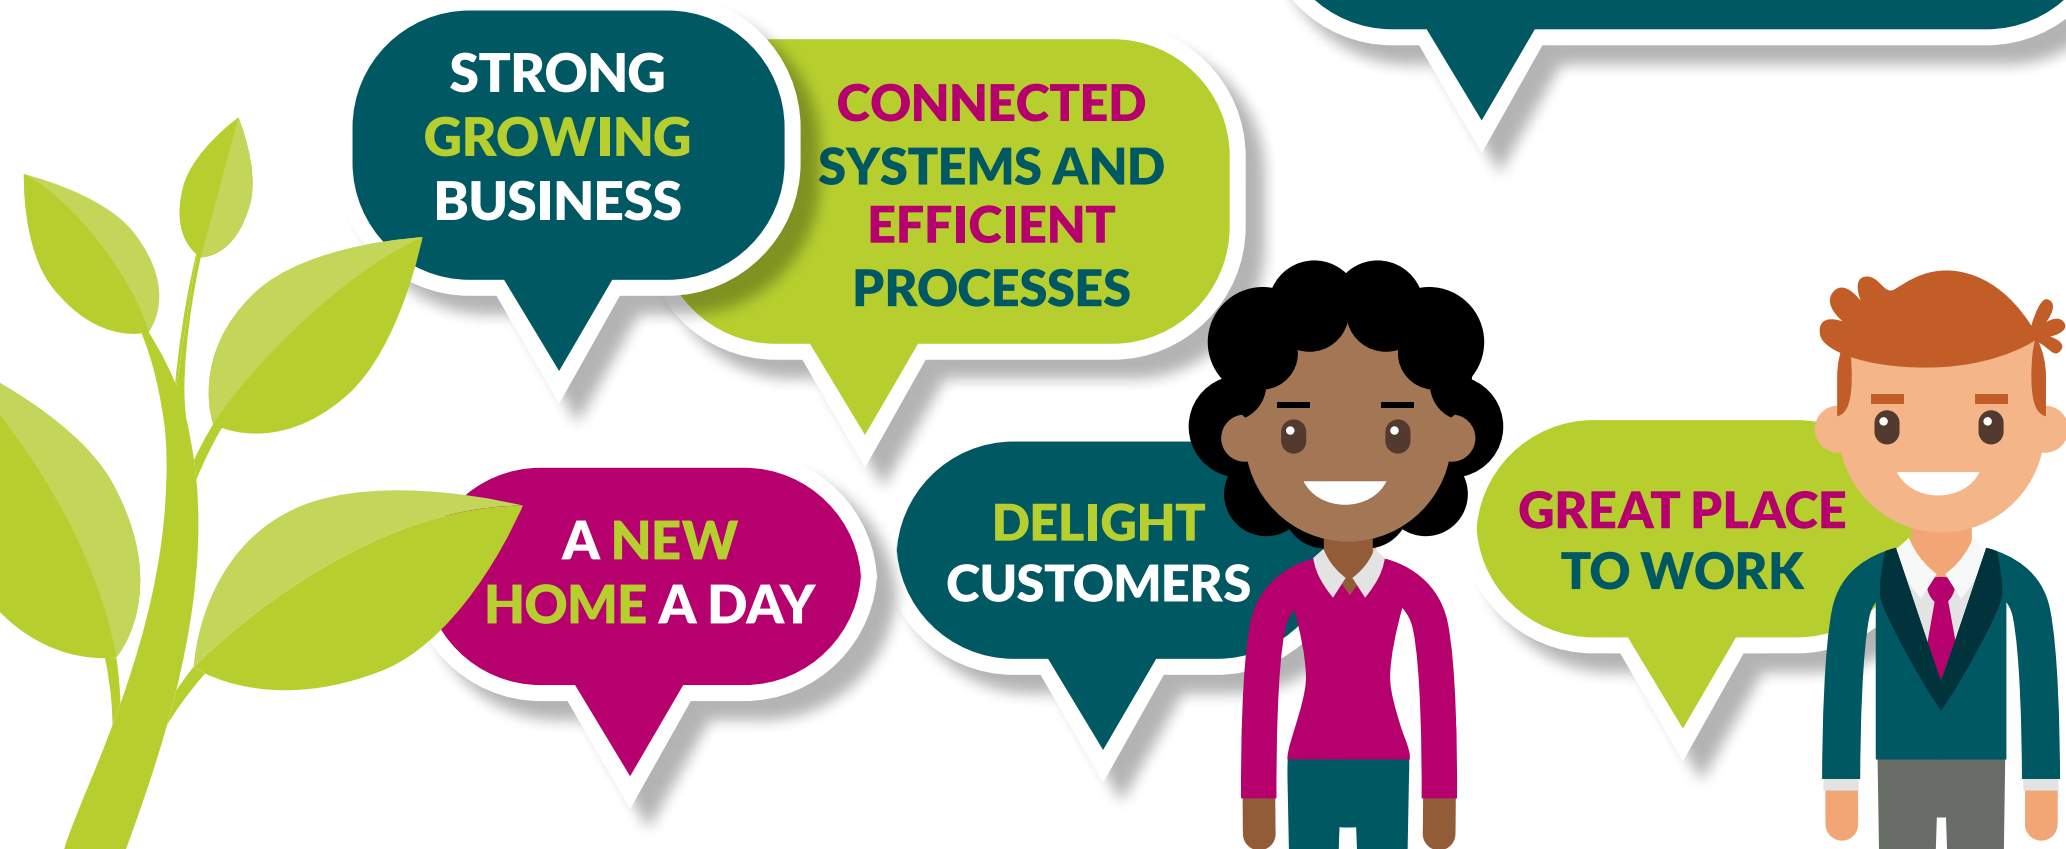 STRONG
GROWING
BUSINESS
CONNECTED
SYSTEMS AND
EFFICIENT
PROCESSES
A NEW
HOME A DAY
DELIGHT
CUSTOMERS
GREAT PLACE
TO WORK